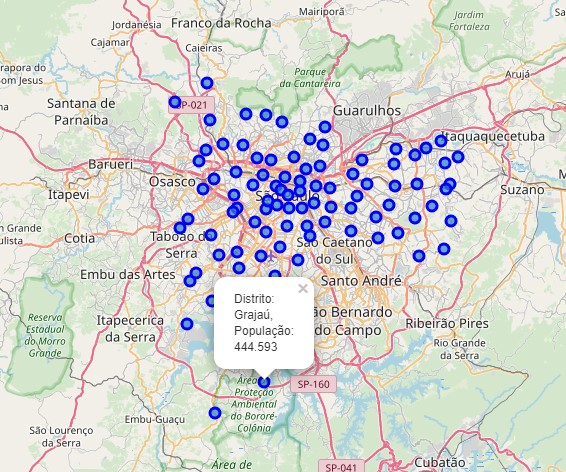 Mairiporã
Franco da Rocha
Jordanésia
Jardim
Fortaleza
Cajamar
Caieiras
rapora do
Bom Jesus
Parque
da Cantareira
Arujá
SP-021
Santana de
Parnaíba
Guarulhos
Itaquaquecetuba
Barueri
Osasco
Suzano
Itapevi
São Paulo
n Grande
Paulista
Cotia
Taboão da
Serra
São Caetano
do Sul
Embu das Artes
Santo André
×
Distrito:
Grajaú,
População:
444.593
Reserva
Estadual
do Morro
Grande
Itapecerica
da Serra
São Bernardo
do Campo
Ribeirão Pires
Rio Grande
da Serra
SP-160
Área de
Proteção
Ambiental
do Bororé-
Colônia
Embu-Guaçu
São Lourenço
da Serra
SP-041
Cubatão
Área de